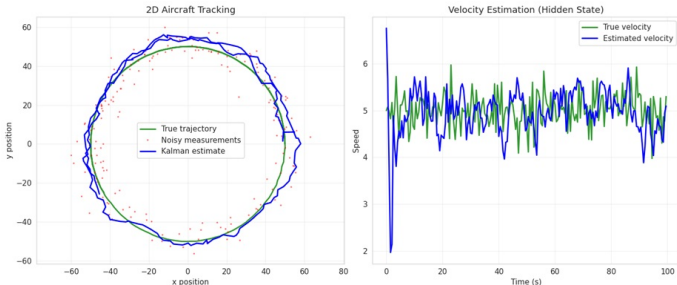 2D Aircraft Tracking
60
40
20
0
−20
−40
−60
y position
True trajectory
Noisy measurements
Kalman estimate
−60
−40
−20
0
20
40
60
80
x position
Velocity Estimation (Hidden State)
True velocity
Estimated velocity
6
5
4
3
2
Speed
0
20
40
60
80
100
Time (s)